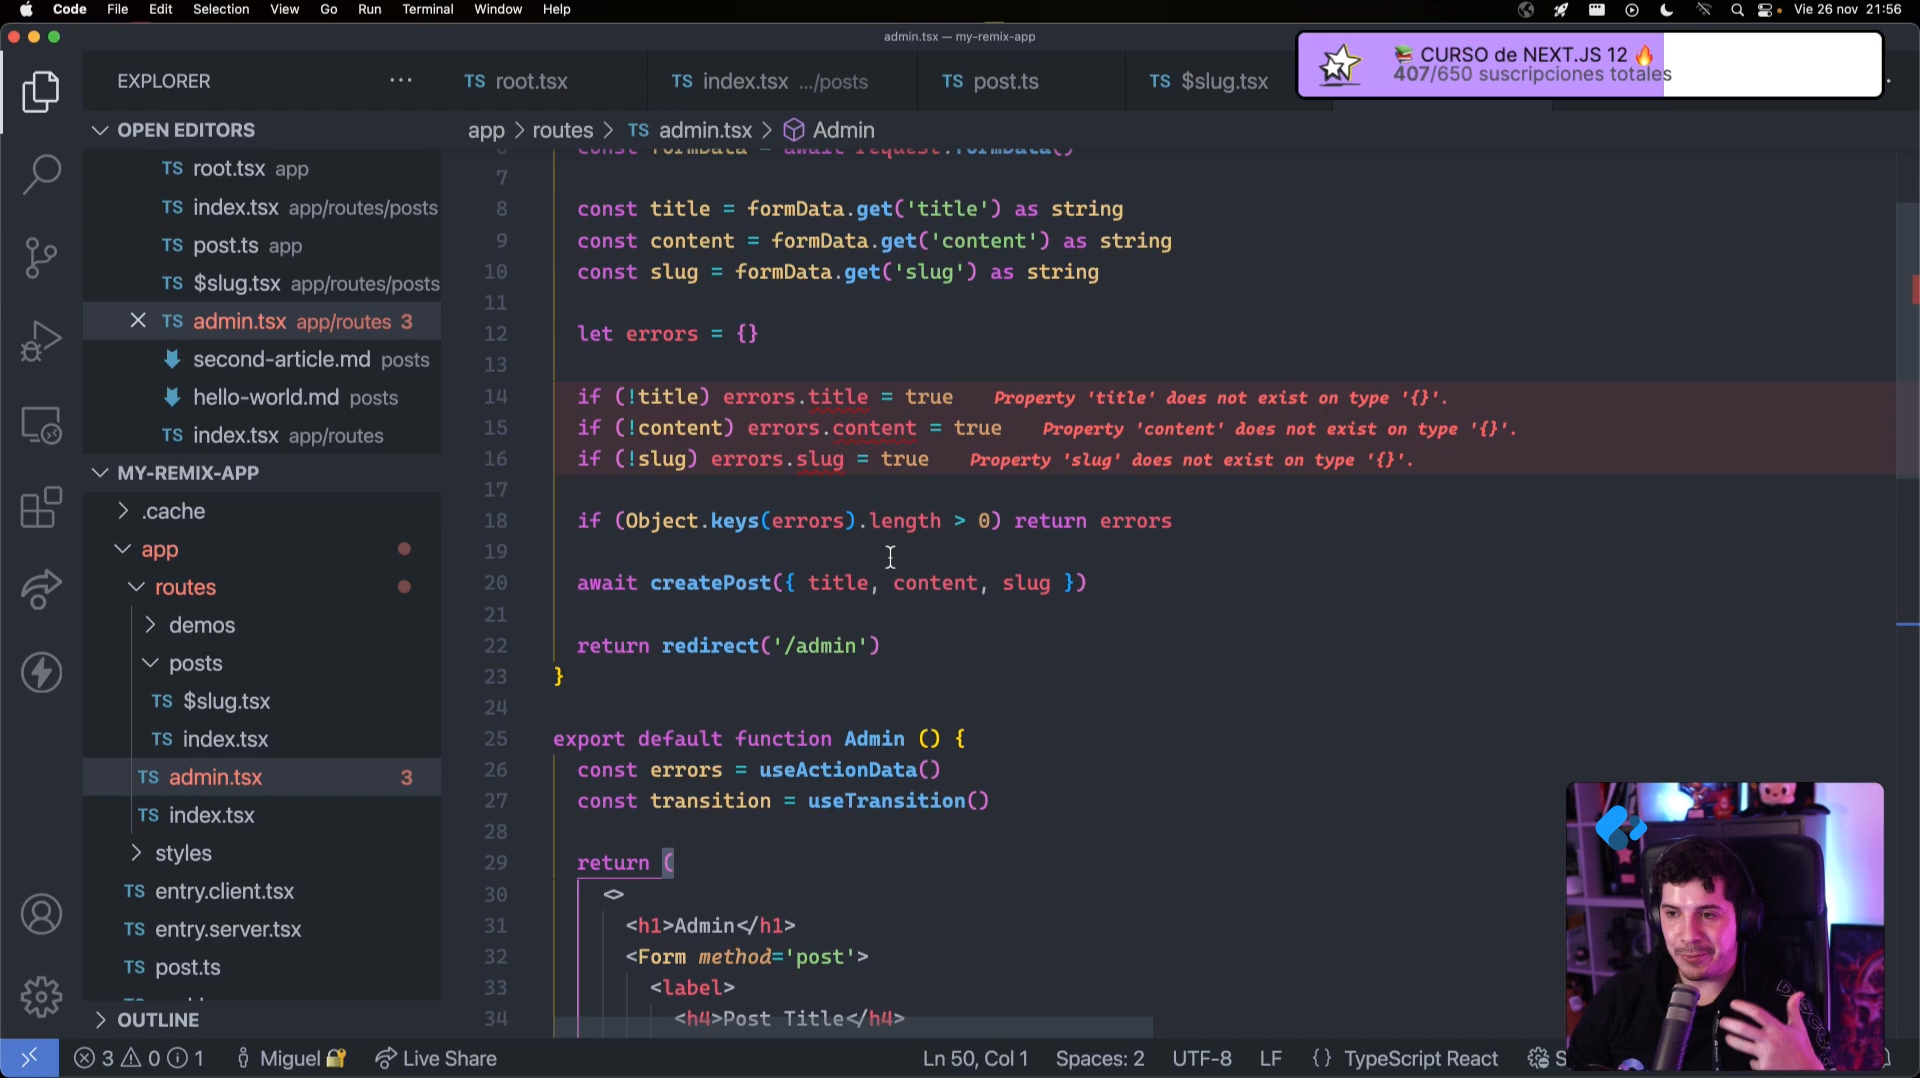 Code File Edit Selection View Go Run Terminal Window Help
Vie 26 nov 21:56
admin.tsx — my-remix-app
EXPLORER
TS root.tsx
TS index.tsx .../posts
TS post.ts
TS $slug.tsx
CURSO de NEXT.JS 12
407/650 suscripciones totales
OPEN EDITORS
TS root.tsx app
TS index.tsx app/routes/posts
TS post.ts app
TS $slug.tsx app/routes/posts
TS admin.tsx app/routes 3
second-article.md posts
hello-world.md posts
TS index.tsx app/routes
MY-REMIX-APP
.cache
app
routes
demos
posts
TS $slug.tsx
TS index.tsx
TS admin.tsx 3
TS index.tsx
styles
TS entry.client.tsx
TS entry.server.tsx
TS post.ts
OUTLINE
app > routes > TS admin.tsx > Admin
6 const formData = await request.formData()
7
8 const title = formData.get('title') as string
9 const content = formData.get('content') as string
10 const slug = formData.get('slug') as string
11
12 let errors = {}
13
14 if (!title) errors.title = true Property 'title' does not exist on type '{}'.
15 if (!content) errors.content = true Property 'content' does not exist on type '{}'.
16 if (!slug) errors.slug = true Property 'slug' does not exist on type '{}'.
17
18 if (Object.keys(errors).length > 0) return errors
19
20 await createPost({ title, content, slug })
21
22 return redirect('/admin')
23 }
24
25 export default function Admin () {
26 const errors = useActionData()
27 const transition = useTransition()
28
29 return (
30 <>
31 <h1>Admin</h1>
32 <Form method='post'>
33 <label>
34 <h4>Post Title</h4>
3 0 1 Miguel Live Share Ln 50, Col 1 Spaces: 2 UTF-8 LF {} TypeScript React